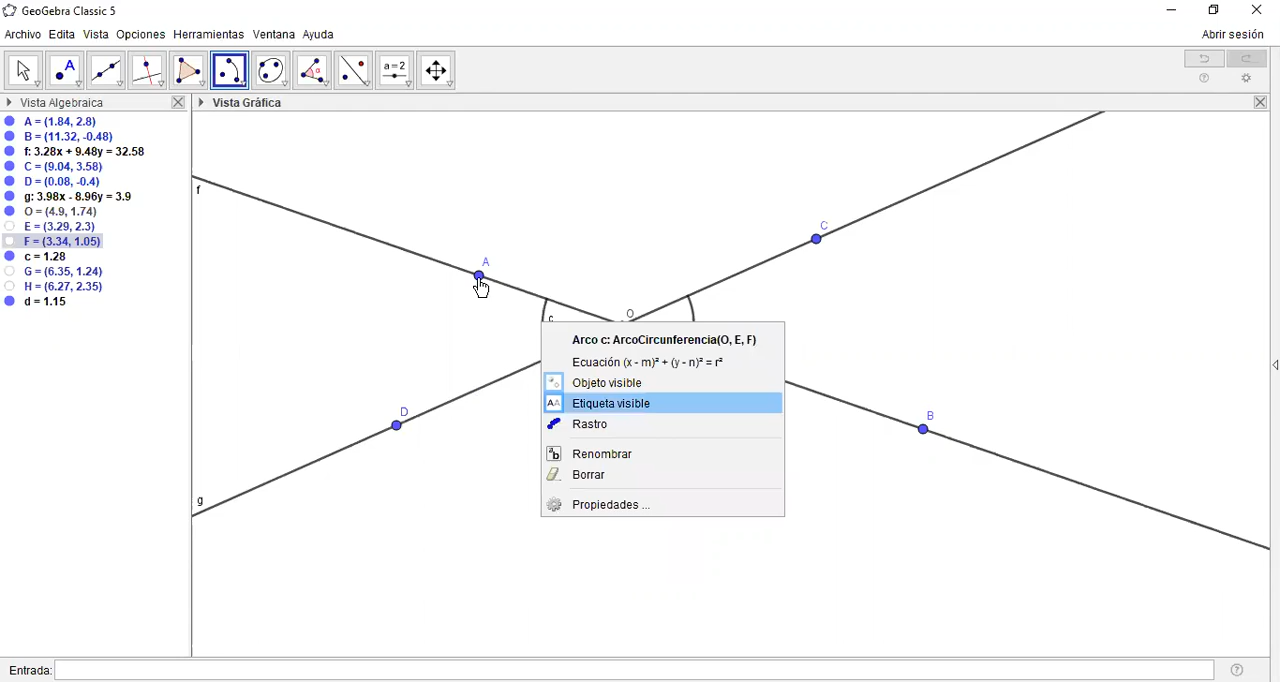 GeoGebra Classic 5
Archivo Edita Vista Opciones Herramientas Ventana Ayuda
Abrir sesión
A
a=2
α
Vista Algebraica
Vista Gráfica
A = (1.84, 2.8)
B = (11.32, -0.48)
f: 3.28x + 9.48y = 32.58
C = (9.04, 3.58)
D = (0.08, -0.4)
g: 3.98x - 8.96y = 3.9
O = (4.9, 1.74)
E = (3.29, 2.3)
F = (3.34, 1.05)
c = 1.28
G = (6.35, 1.24)
H = (6.27, 2.35)
d = 1.15
f
C
A
O
c
Arco c: ArcoCircunferencia(O, E, F)
Ecuación (x - m)² + (y - n)² = r²
Objeto visible
AA Etiqueta visible
Rastro
ab Renombrar
Borrar
Propiedades ...
D
B
g
Entrada: